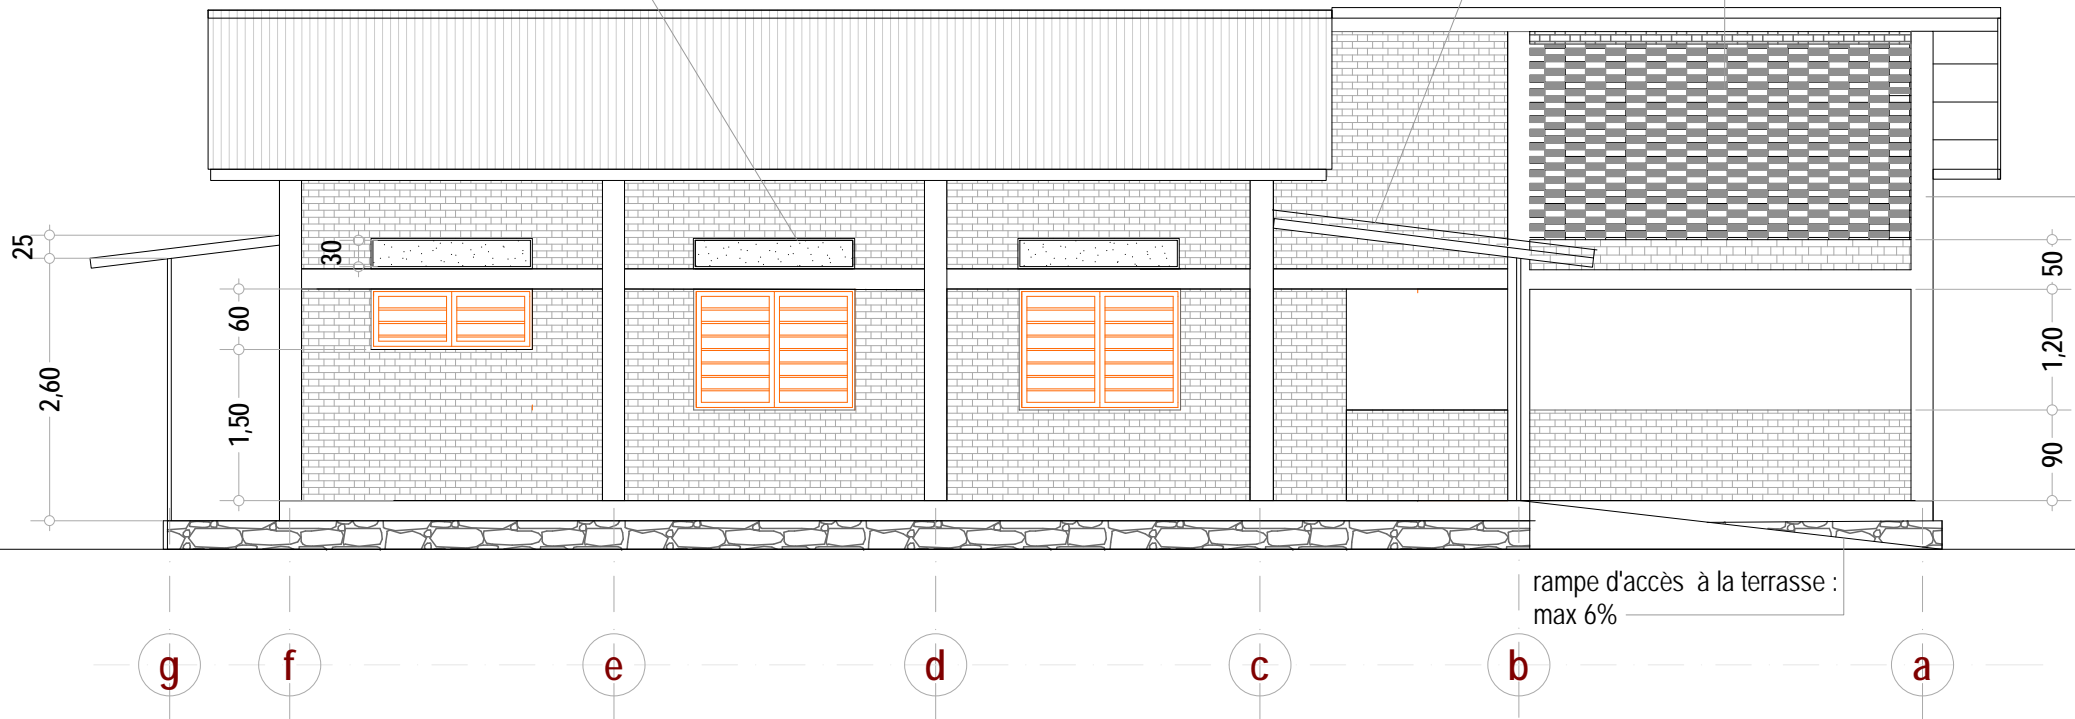 25
30
50
60
1,20
2,60
1,50
90
rampe d'accès à la terrasse :
max 6%
g f e d c b a